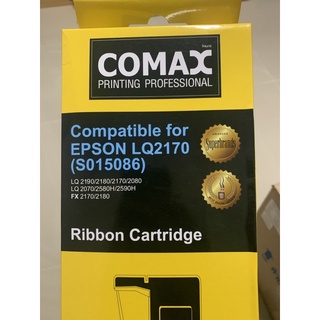 COMAX
PRINTING PROFESSIONAL
Compatible for
EPSON LQ2170
(S015086)
LQ 2190/2180/2170/2080
LQ 2070/2580H/2590H
FX 2170/2180
Superbrands
Ribbon Cartridge